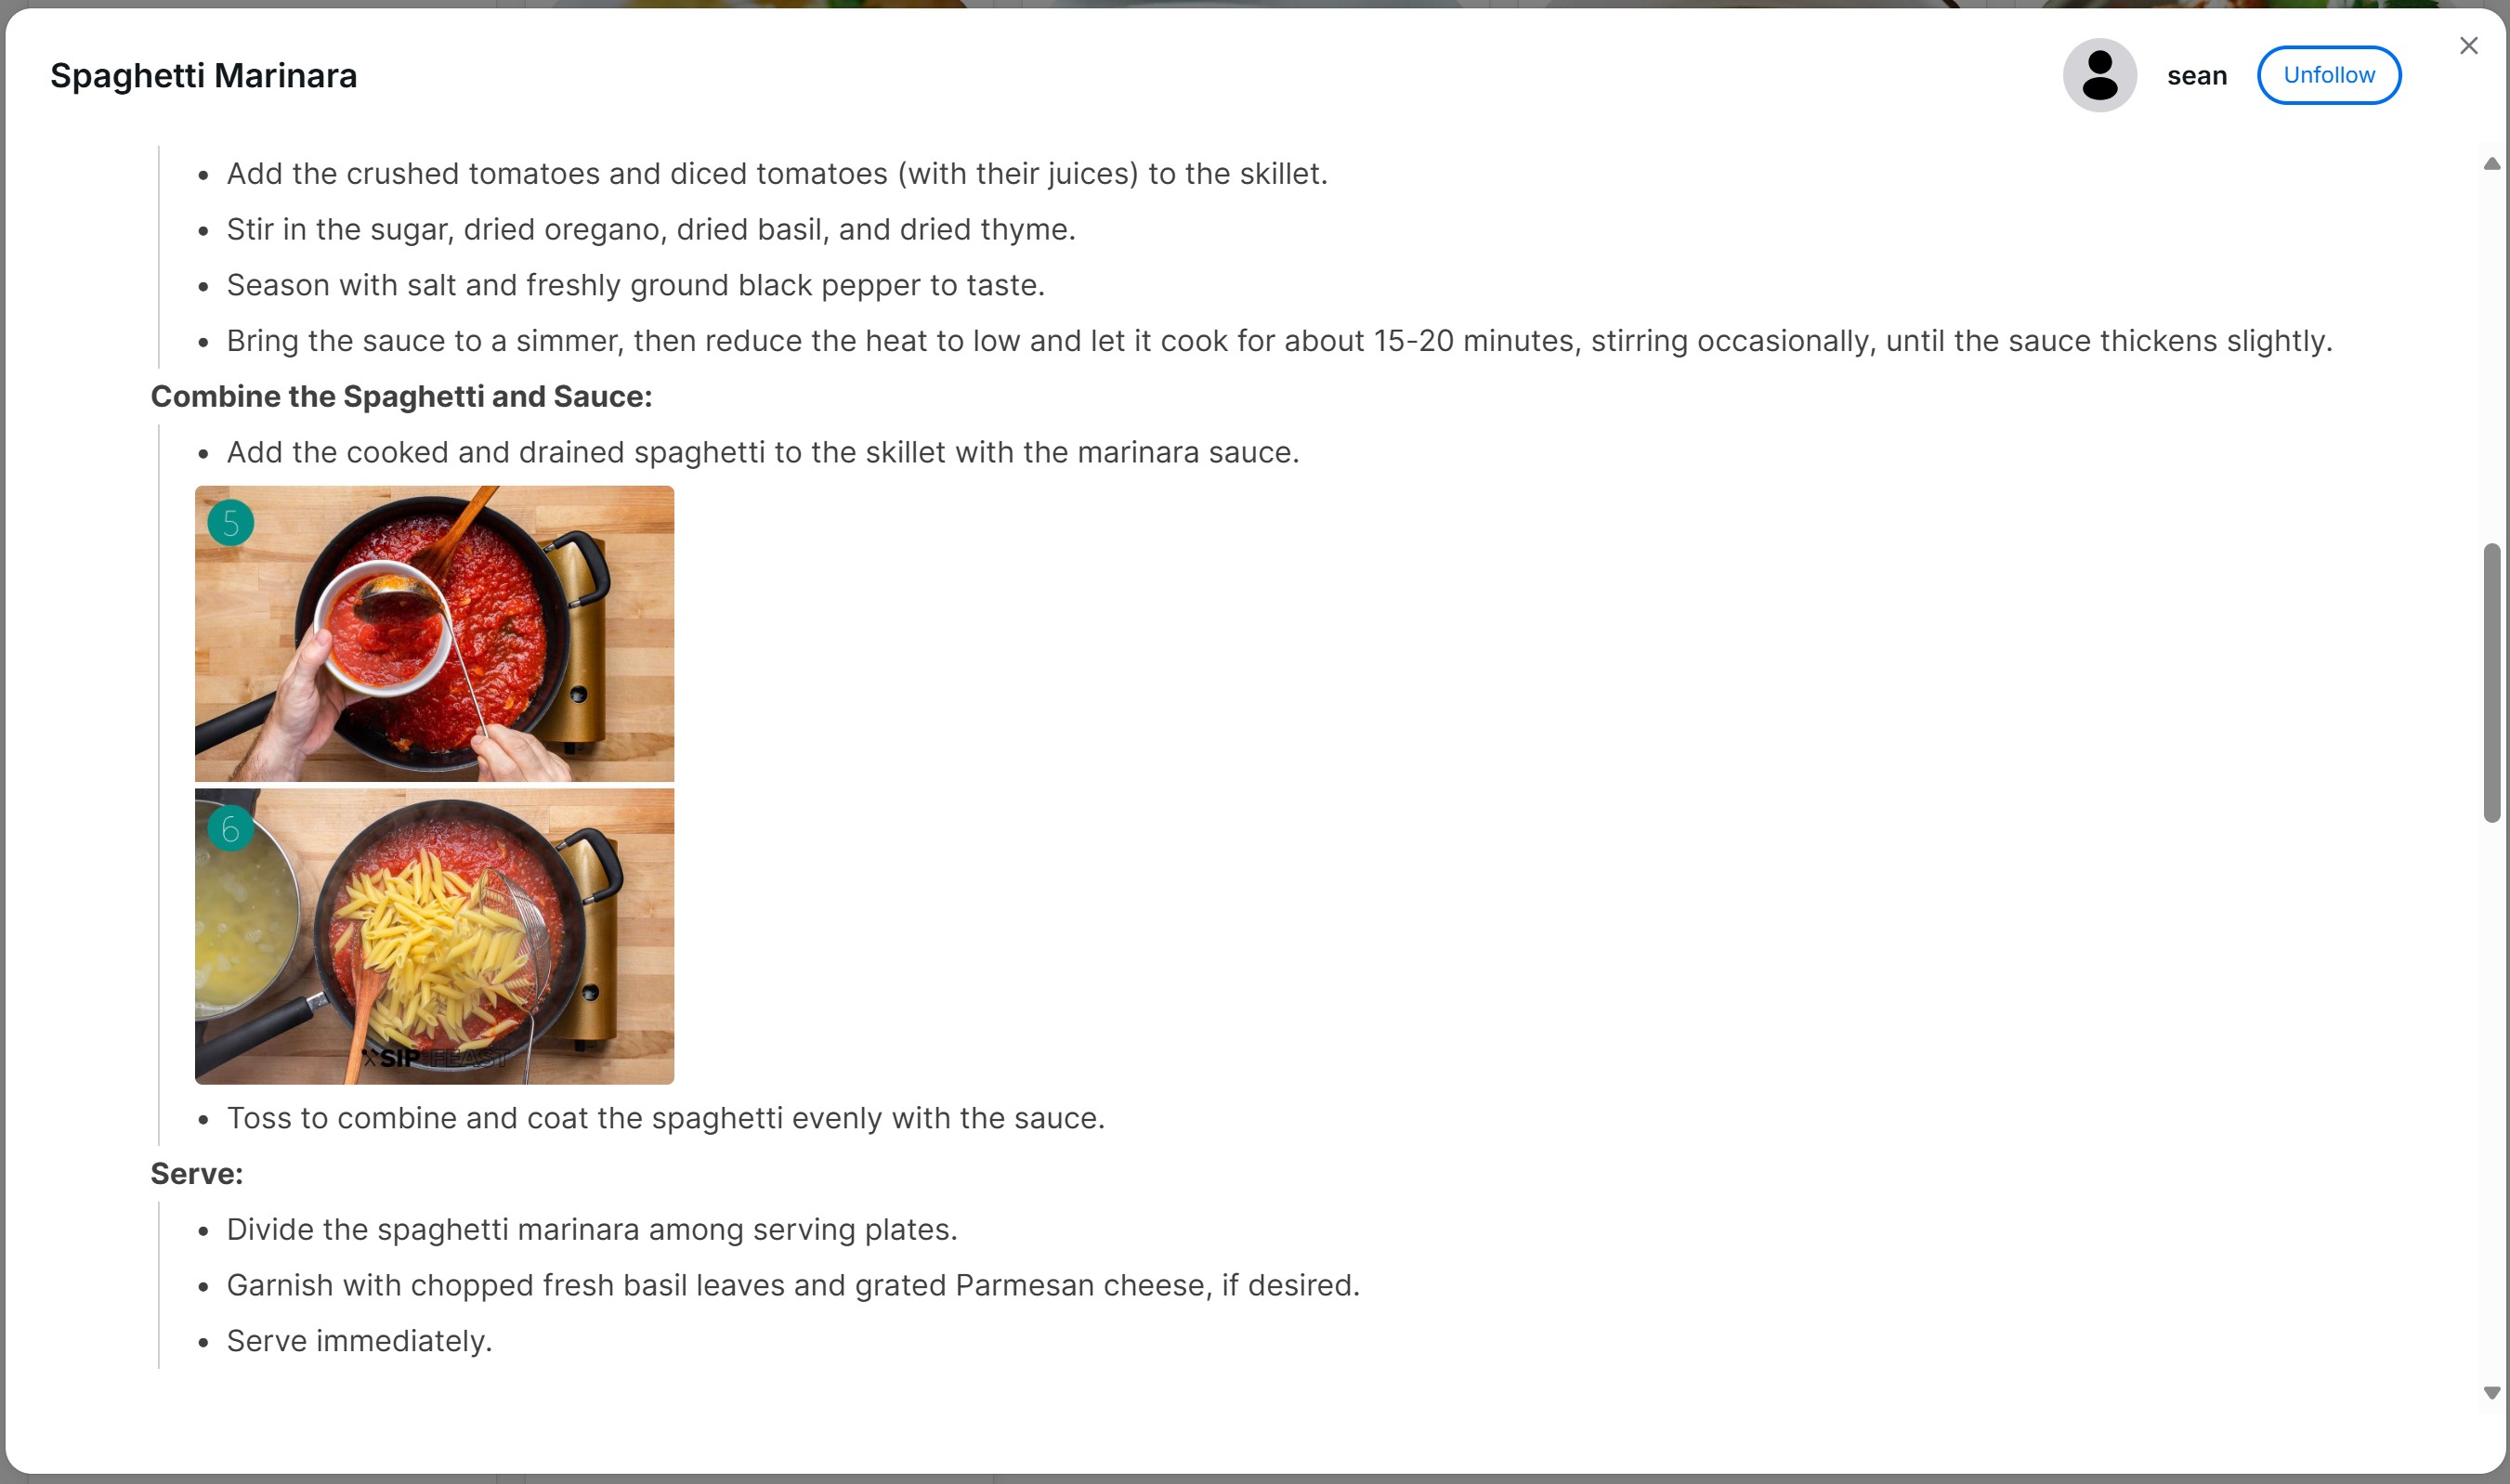 Spaghetti Marinara
sean
Unfollow
Add the crushed tomatoes and diced tomatoes (with their juices) to the skillet.
Stir in the sugar, dried oregano, dried basil, and dried thyme.
Season with salt and freshly ground black pepper to taste.
Bring the sauce to a simmer, then reduce the heat to low and let it cook for about 15-20 minutes, stirring occasionally, until the sauce thickens slightly.
Combine the Spaghetti and Sauce:
Add the cooked and drained spaghetti to the skillet with the marinara sauce.
5
6
SIP FEAST
Toss to combine and coat the spaghetti evenly with the sauce.
Serve:
Divide the spaghetti marinara among serving plates.
Garnish with chopped fresh basil leaves and grated Parmesan cheese, if desired.
Serve immediately.